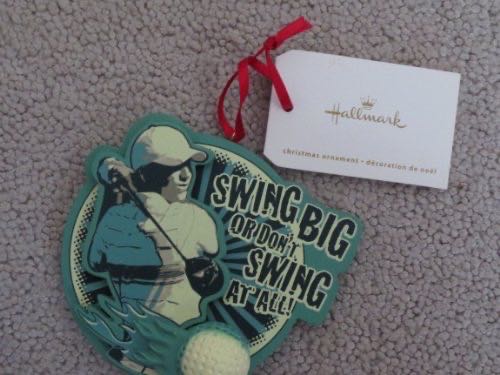 Hallmark
christmas ornament • décoration de noël
SWING BIG
OR DON'T
SWING
AT ALL!